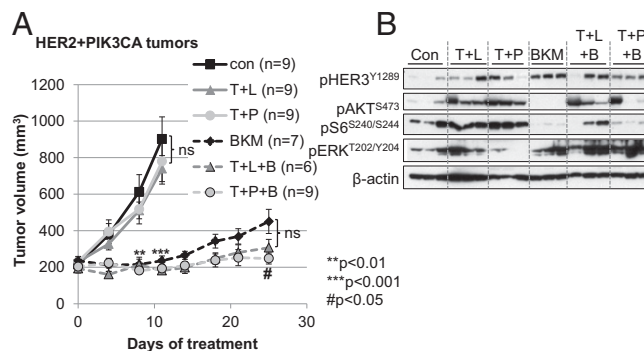 A
HER2+PIK3CA tumors
con (n=9)
T+L (n=9)
T+P (n=9)
BKM (n=7)
T+L+B (n=6)
T+P+B (n=9)
1200
1000
800
600
400
200
0
Tumor volume (mm³)
ns
ns
**
***
#
0
10
20
30
Days of treatment
**p<0.01
***p<0.001
#p<0.05
B
Con
T+L
T+P
BKM
T+L
+B
T+P
+B
pHER3Y1289
pAKTS473
pS6S240/S244
pERKT202/Y204
β-actin